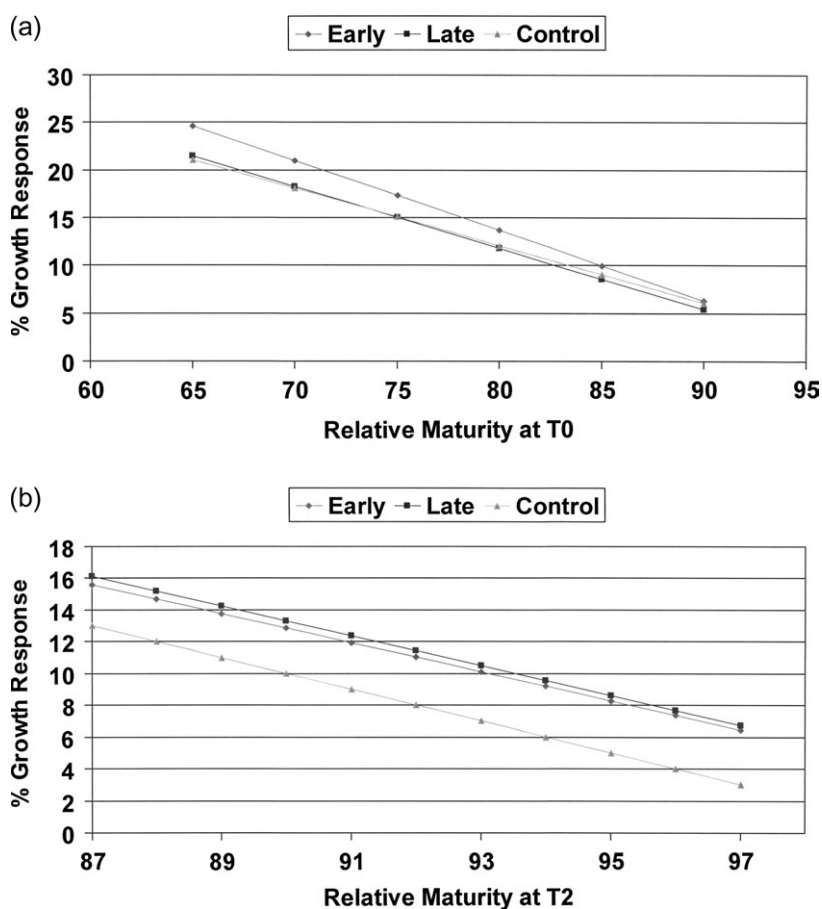 (a)
Early Late Control
30
25
20
15
10
5
0
% Growth Response
60 65 70 75 80 85 90 95
Relative Maturity at T0
(b)
Early Late Control
18
16
14
12
10
8
6
4
2
0
% Growth Response
87 89 91 93 95 97
Relative Maturity at T2